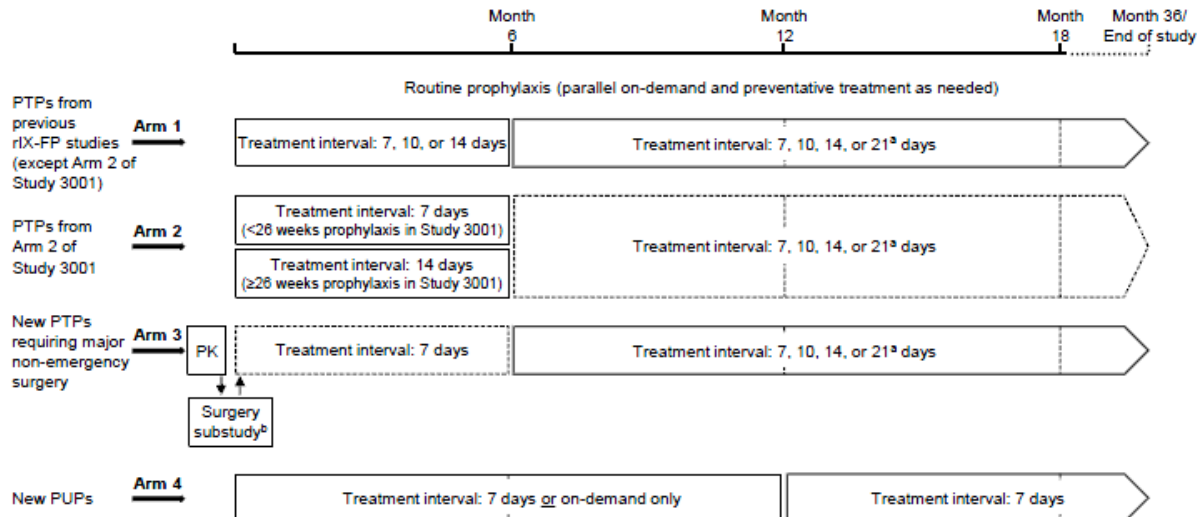 Month
6
Month
12
Month
18
Month 36/
End of study
Routine prophylaxis (parallel on-demand and preventative treatment as needed)
PTPs from
previous
rIX-FP studies
(except Arm 2 of
Study 3001)
Arm 1
Treatment interval: 7, 10, or 14 days
Treatment interval: 7, 10, 14, or 21ª days
PTPs from
Arm 2 of
Study 3001
Arm 2
Treatment interval: 7 days
(<26 weeks prophylaxis in Study 3001)
Treatment interval: 14 days
(≥26 weeks prophylaxis in Study 3001)
Treatment interval: 7, 10, 14, or 21ª days
New PTPs
requiring major
non-emergency
surgery
Arm 3
PK
Treatment interval: 7 days
Treatment interval: 7, 10, 14, or 21ª days
Surgery
substudyᵇ
New PUPs
Arm 4
Treatment interval: 7 days or on-demand only
Treatment interval: 7 days